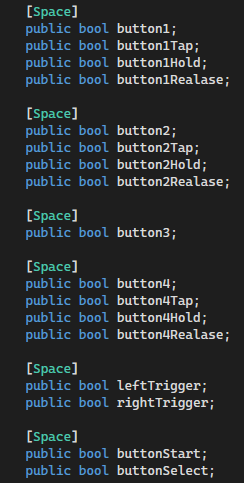 [Space]
public bool button1;
public bool button1Tap;
public bool button1Hold;
public bool button1Realase;
[Space]
public bool button2;
public bool button2Tap;
public bool button2Hold;
public bool button2Realase;
[Space]
public bool button3;
[Space]
public bool button4;
public bool button4Tap;
public bool button4Hold;
public bool button4Realase;
[Space]
public bool leftTrigger;
public bool rightTrigger;
[Space]
public bool buttonStart;
public bool buttonSelect;